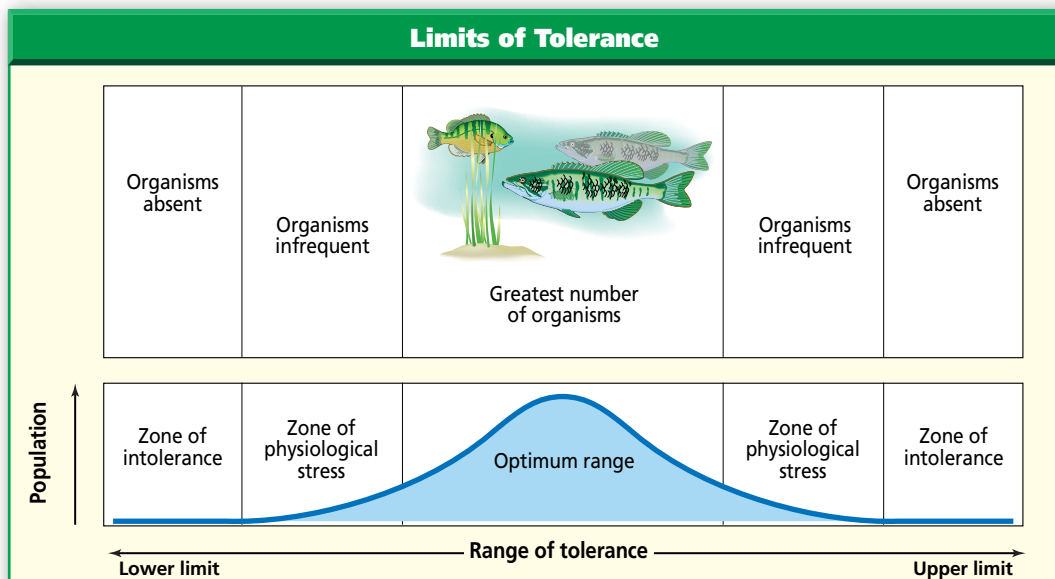 Limits of Tolerance
Organisms
absent
Organisms
infrequent
Greatest number
of organisms
Organisms
infrequent
Organisms
absent
Population
Zone of
intolerance
Zone of
physiological
stress
Optimum range
Zone of
physiological
stress
Zone of
intolerance
Range of tolerance
Lower limit
Upper limit